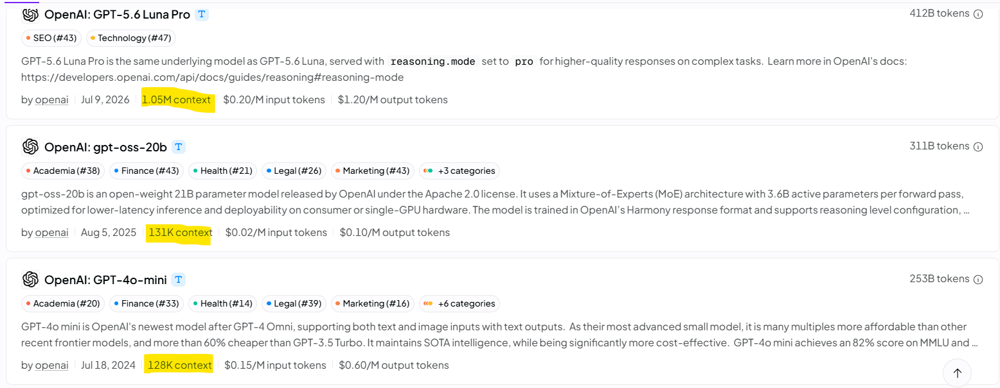 OpenAI: GPT-5.6 Luna Pro T 412B tokens
SEO (#43) Technology (#47)
GPT-5.6 Luna Pro is the same underlying model as GPT-5.6 Luna, served with reasoning.mode set to pro for higher-quality responses on complex tasks. Learn more in OpenAI's docs:
https://developers.openai.com/api/docs/guides/reasoning#reasoning-mode
by openai Jul 9, 2026 1.05M context $0.20/M input tokens $1.20/M output tokens
OpenAI: gpt-oss-20b T 311B tokens
Academia (#38) Finance (#43) Health (#21) Legal (#26) Marketing (#43) +3 categories
gpt-oss-20b is an open-weight 21B parameter model released by OpenAI under the Apache 2.0 license. It uses a Mixture-of-Experts (MoE) architecture with 3.6B active parameters per forward pass,
optimized for lower-latency inference and deployability on consumer or single-GPU hardware. The model is trained in OpenAI’s Harmony response format and supports reasoning level configuration, ...
by openai Aug 5, 2025 131K context $0.02/M input tokens $0.10/M output tokens
OpenAI: GPT-4o-mini T 253B tokens
Academia (#20) Finance (#33) Health (#14) Legal (#39) Marketing (#16) +6 categories
GPT-4o mini is OpenAI's newest model after GPT-4 Omni, supporting both text and image inputs with text outputs. As their most advanced small model, it is many multiples more affordable than other
recent frontier models, and more than 60% cheaper than GPT-3.5 Turbo. It maintains SOTA intelligence, while being significantly more cost-effective. GPT-4o mini achieves an 82% score on MMLU and ...
by openai Jul 18, 2024 128K context $0.15/M input tokens $0.60/M output tokens